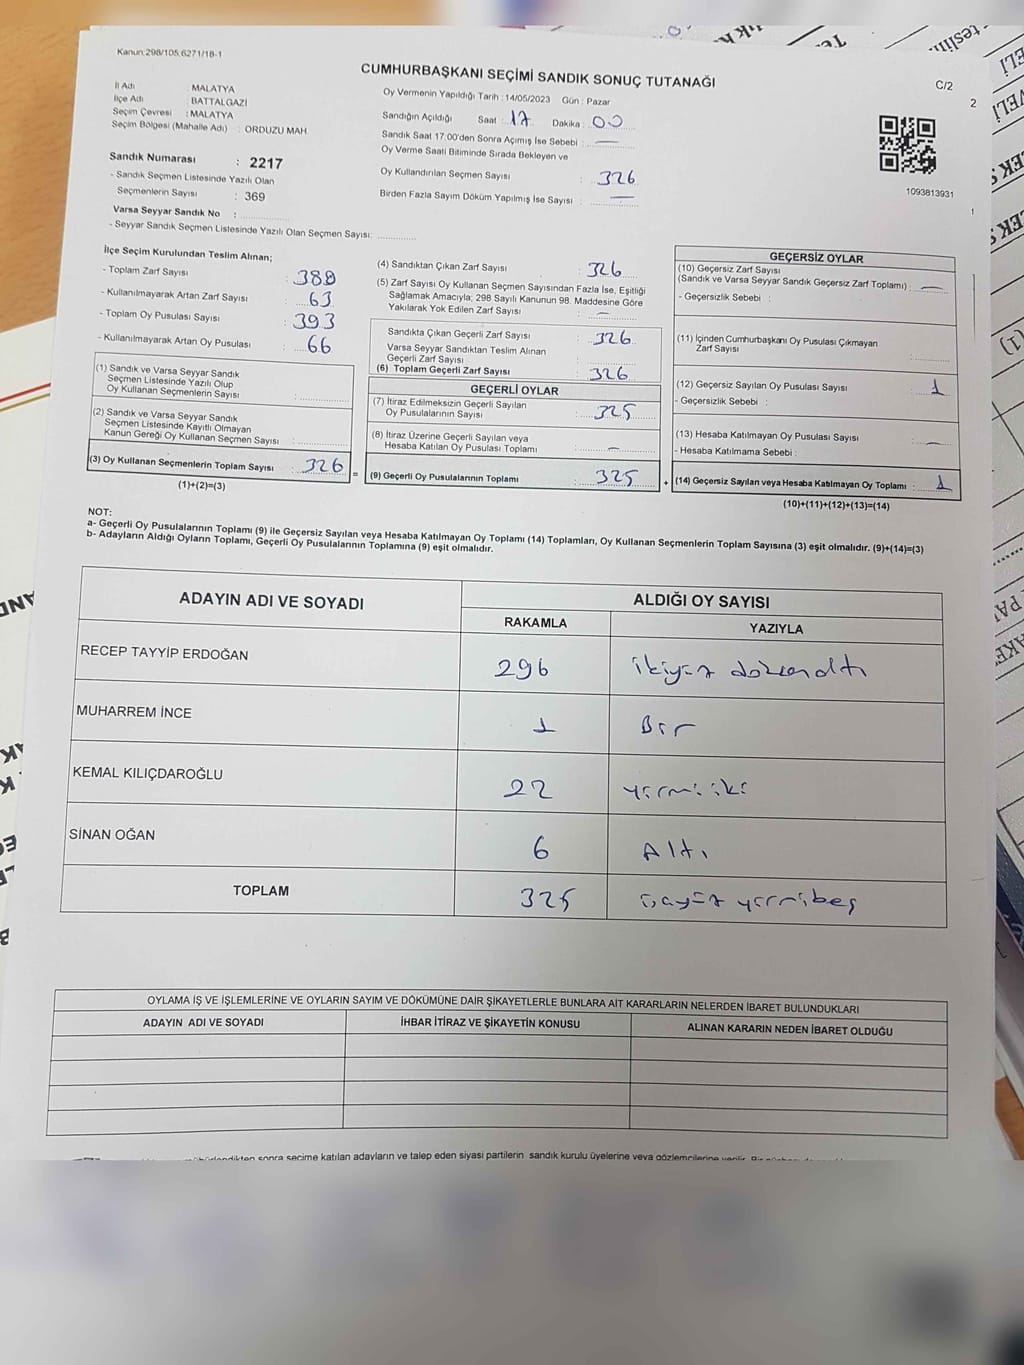 Kanun:298/105;6271/18-1
CUMHURBAŞKANI SEÇİMİ SANDIK SONUÇ TUTANAĞI
C/2
2
İl Adı : MALATYA
İlçe Adı : BATTALGAZİ
Seçim Çevresi : MALATYA
Seçim Bölgesi (Mahalle Adı) : ORDUZU MAH.
Sandık Numarası : 2217
- Sandık Seçmen Listesinde Yazılı Olan
Seçmenlerin Sayısı : 369
Varsa Seyyar Sandık No :
- Seyyar Sandık Seçmen Listesinde Yazılı Olan Seçmen Sayısı:
Oy Vermenin Yapıldığı Tarih : 14/05/2023 Gün : Pazar
Sandığın Açıldığı Saat : 17 Dakika : 00
Sandık Saat 17:00'den Sonra Açımış İse Sebebi : —
Oy Verme Saati Bitiminde Sırada Bekleyen ve
Oy Kullandırılan Seçmen Sayısı : 326
Birden Fazla Sayım Döküm Yapılmış İse Sayısı : —
1093813931
1
İlçe Seçim Kurulundan Teslim Alınan;
- Toplam Zarf Sayısı : 388
- Kullanılmayarak Artan Zarf Sayısı : 63
- Toplam Oy Pusulası Sayısı : 393
- Kullanılmayarak Artan Oy Pusulası : 66
(1) Sandık ve Varsa Seyyar Sandık
Seçmen Listesinde Yazılı Olup
Oy Kullanan Seçmenlerin Sayısı :
(2) Sandık ve Varsa Seyyar Sandık
Seçmen Listesinde Kayıtlı Olmayan
Kanun Gereği Oy Kullanan Seçmen Sayısı :
(3) Oy Kullanan Seçmenlerin Toplam Sayısı : 326
(1)+(2)=(3)
=
(4) Sandıktan Çıkan Zarf Sayısı : 326
(5) Zarf Sayısı Oy Kullanan Seçmen Sayısından Fazla İse, Eşitliği
Sağlamak Amacıyla; 298 Sayılı Kanunun 98. Maddesine Göre
Yakılarak Yok Edilen Zarf Sayısı : —
Sandıkta Çıkan Geçerli Zarf Sayısı : 326
Varsa Seyyar Sandıktan Teslim Alınan
Geçerli Zarf Sayısı :
(6) Toplam Geçerli Zarf Sayısı : 326
GEÇERLİ OYLAR
(7) İtiraz Edilmeksizin Geçerli Sayılan
Oy Pusulalarının Sayısı : 325
(8) İtiraz Üzerine Geçerli Sayılan veya
Hesaba Katılan Oy Pusulası Toplamı : —
(9) Geçerli Oy Pusulalarının Toplamı : 325
+
GEÇERSİZ OYLAR
(10) Geçersiz Zarf Sayısı
(Sandık ve Varsa Seyyar Sandık Geçersiz Zarf Toplamı) : —
- Geçersizlik Sebebi :
(11) İçinden Cumhurbaşkanı Oy Pusulası Çıkmayan
Zarf Sayısı :
(12) Geçersiz Sayılan Oy Pusulası Sayısı : 1
- Geçersizlik Sebebi :
(13) Hesaba Katılmayan Oy Pusulası Sayısı : —
- Hesaba Katılmama Sebebi :
(14) Geçersiz Sayılan veya Hesaba Katılmayan Oy Toplamı : 1
(10)+(11)+(12)+(13)=(14)
NOT:
a- Geçerli Oy Pusulalarının Toplamı (9) ile Geçersiz Sayılan veya Hesaba Katılmayan Oy Toplamı (14) Toplamları, Oy Kullanan Seçmenlerin Toplam Sayısına (3) eşit olmalıdır. (9)+(14)=(3)
b- Adayların Aldığı Oyların Toplamı, Geçerli Oy Pusulalarının Toplamına (9) eşit olmalıdır.
ADAYIN ADI VE SOYADI ALDIĞI OY SAYISI
RAKAMLA YAZIYLA
RECEP TAYYİP ERDOĞAN 296 ikiyüz doksanaltı
MUHARREM İNCE 1 Bir
KEMAL KILIÇDAROĞLU 22 yirmiiki
SİNAN OĞAN 6 Altı
TOPLAM 325 üçyüz yirmibeş
OYLAMA İŞ VE İŞLEMLERİNE VE OYLARIN SAYIM VE DÖKÜMÜNE DAİR ŞİKAYETLERLE BUNLARA AİT KARARLARIN NELERDEN İBARET BULUNDUKLARI
ADAYIN ADI VE SOYADI İHBAR İTİRAZ VE ŞİKAYETİN KONUSU ALINAN KARARIN NEDEN İBARET OLDUĞU
sonra seçime katılan adayların ve talep eden siyasi partilerin sandık kurulu üyelerine veya gözlemcilerine verilir.